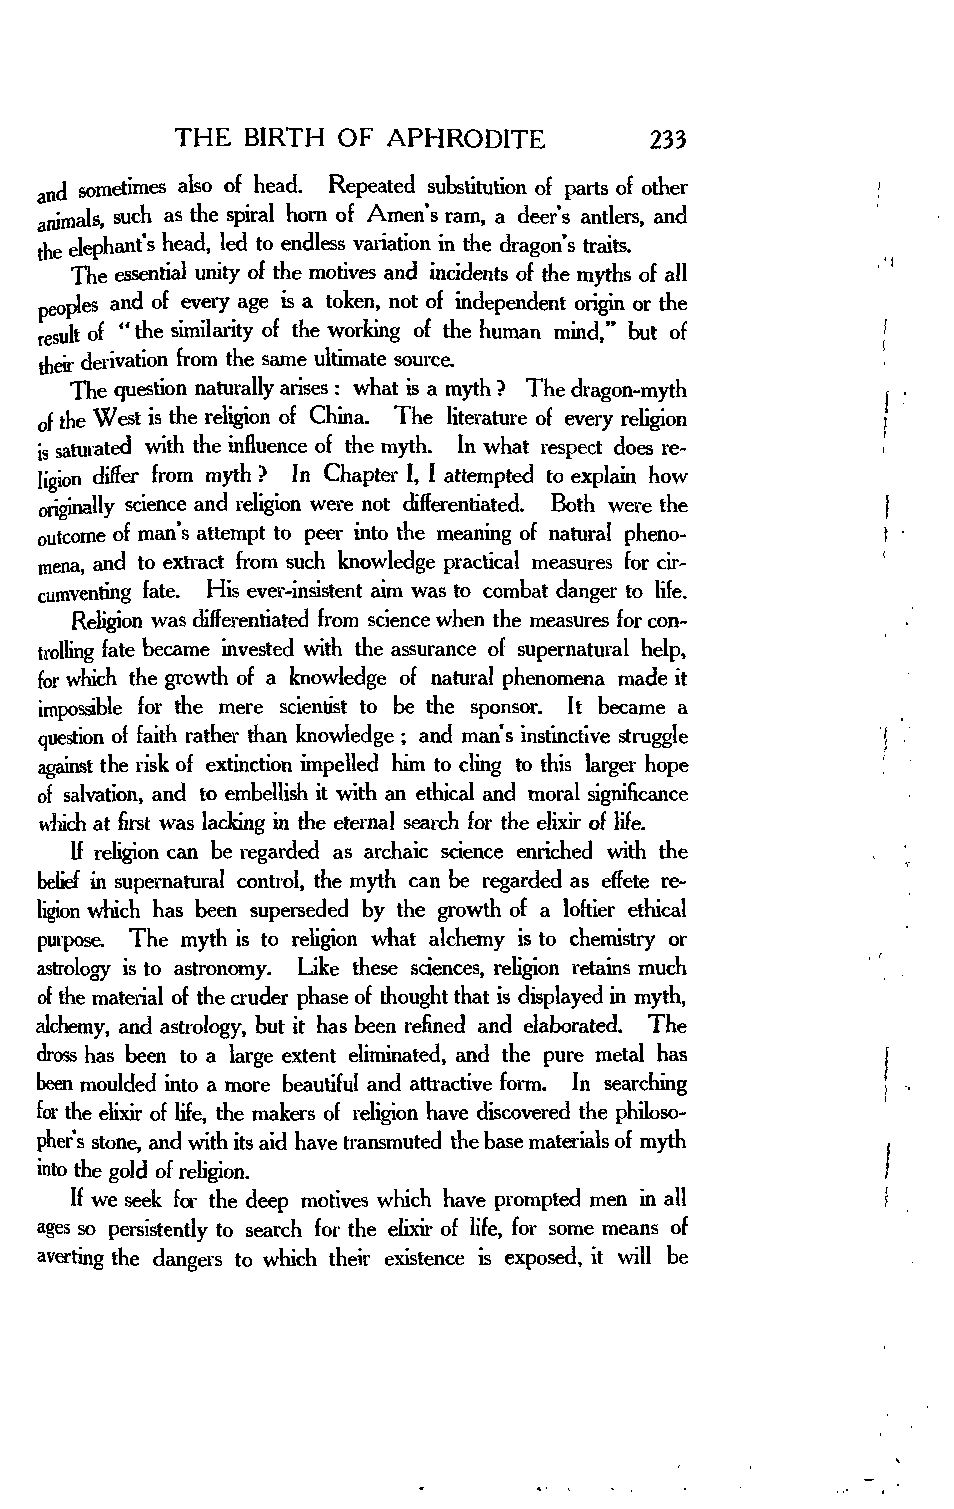 THE BIRTH OF APHRODITE 233
and sometimes also of head. Repeated substitution of parts of other
animals, such as the spiral horn of Amen's ram, a deer's antlers, and
the elephant's head, led to endless variation in the dragon's traits.
The essential unity of the motives and incidents of the myths of all
peoples and of every age is a token, not of independent origin or the
result of "the similarity of the working of the human mind," but of
their derivation from the same ultimate source.
The question naturally arises : what is a myth ? The dragon-myth
of the West is the religion of China. The literature of every religion
is saturated with the influence of the myth. In what respect does re-
ligion differ from myth ? In Chapter I, I attempted to explain how
originally science and religion were not differentiated. Both were the
outcome of man's attempt to peer into the meaning of natural pheno-
mena, and to extract from such knowledge practical measures for cir-
cumventing fate. His ever-insistent aim was to combat danger to life.
Religion was differentiated from science when the measures for con-
trolling fate became invested with the assurance of supernatural help,
for which the growth of a knowledge of natural phenomena made it
impossible for the mere scientist to be the sponsor. It became a
question of faith rather than knowledge ; and man's instinctive struggle
against the risk of extinction impelled him to cling to this larger hope
of salvation, and to embellish it with an ethical and moral significance
which at first was lacking in the eternal search for the elixir of life.
If religion can be regarded as archaic science enriched with the
belief in supernatural control, the myth can be regarded as effete re-
ligion which has been superseded by the growth of a loftier ethical
purpose. The myth is to religion what alchemy is to chemistry or
astrology is to astronomy. Like these sciences, religion retains much
of the material of the cruder phase of thought that is displayed in myth,
alchemy, and astrology, but it has been refined and elaborated. The
dross has been to a large extent eliminated, and the pure metal has
been moulded into a more beautiful and attractive form. In searching
for the elixir of life, the makers of religion have discovered the philoso-
pher's stone, and with its aid have transmuted the base materials of myth
into the gold of religion.
If we seek for the deep motives which have prompted men in all
ages so persistently to search for the elixir of life, for some means of
averting the dangers to which their existence is exposed, it will be